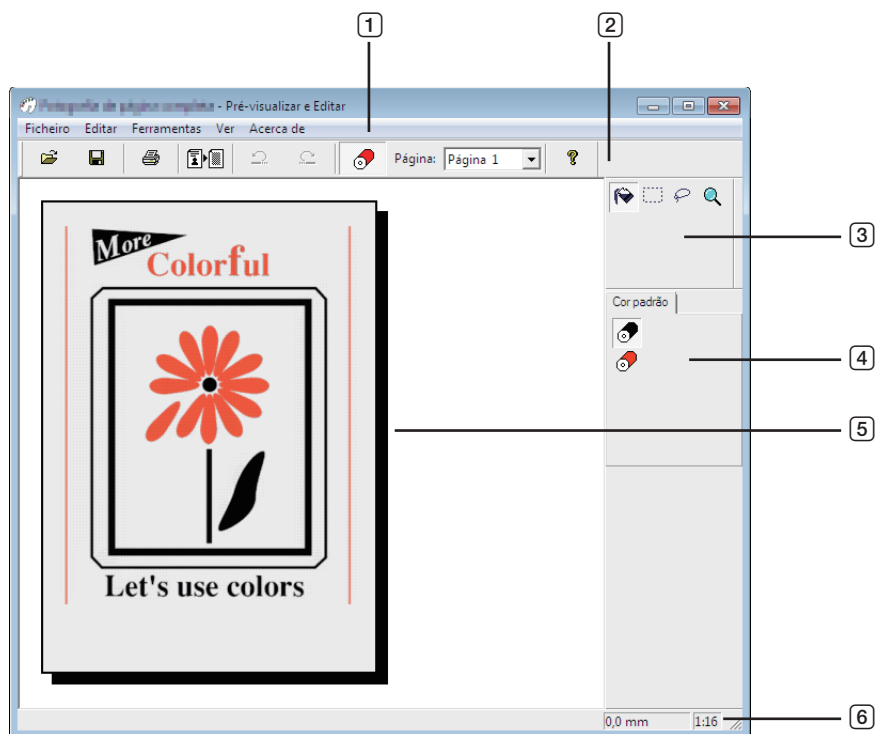 1
2
- Pré-visualizar e Editar
Ficheiro Editar Ferramentas Ver Acerca de
Página: Página 1
3
More
Colorful
Cor padrão
4
5
Let's use colors
0,0 mm 1:16
6